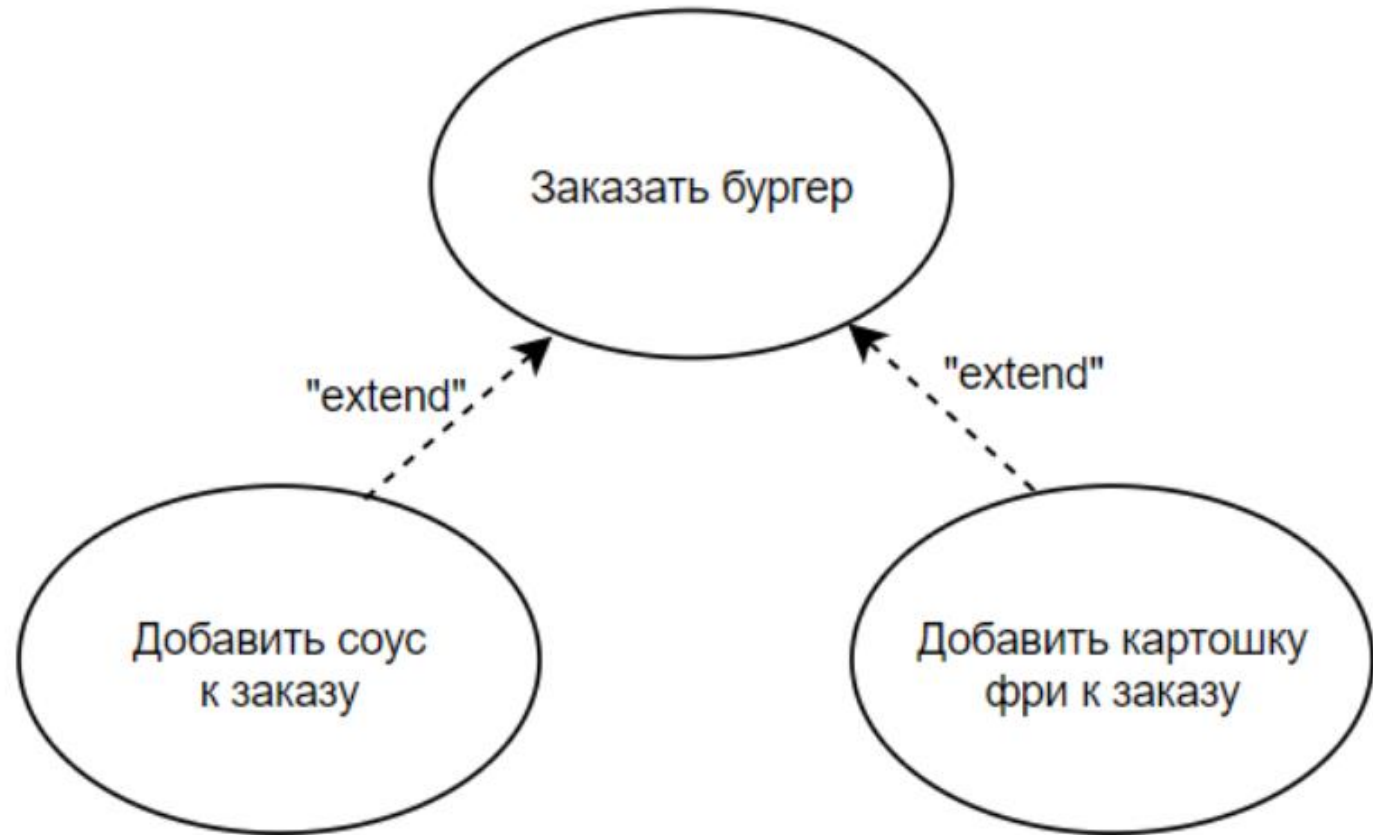 Заказать бургер
"extend"
"extend"
Добавить соус
к заказу
Добавить картошку
фри к заказу